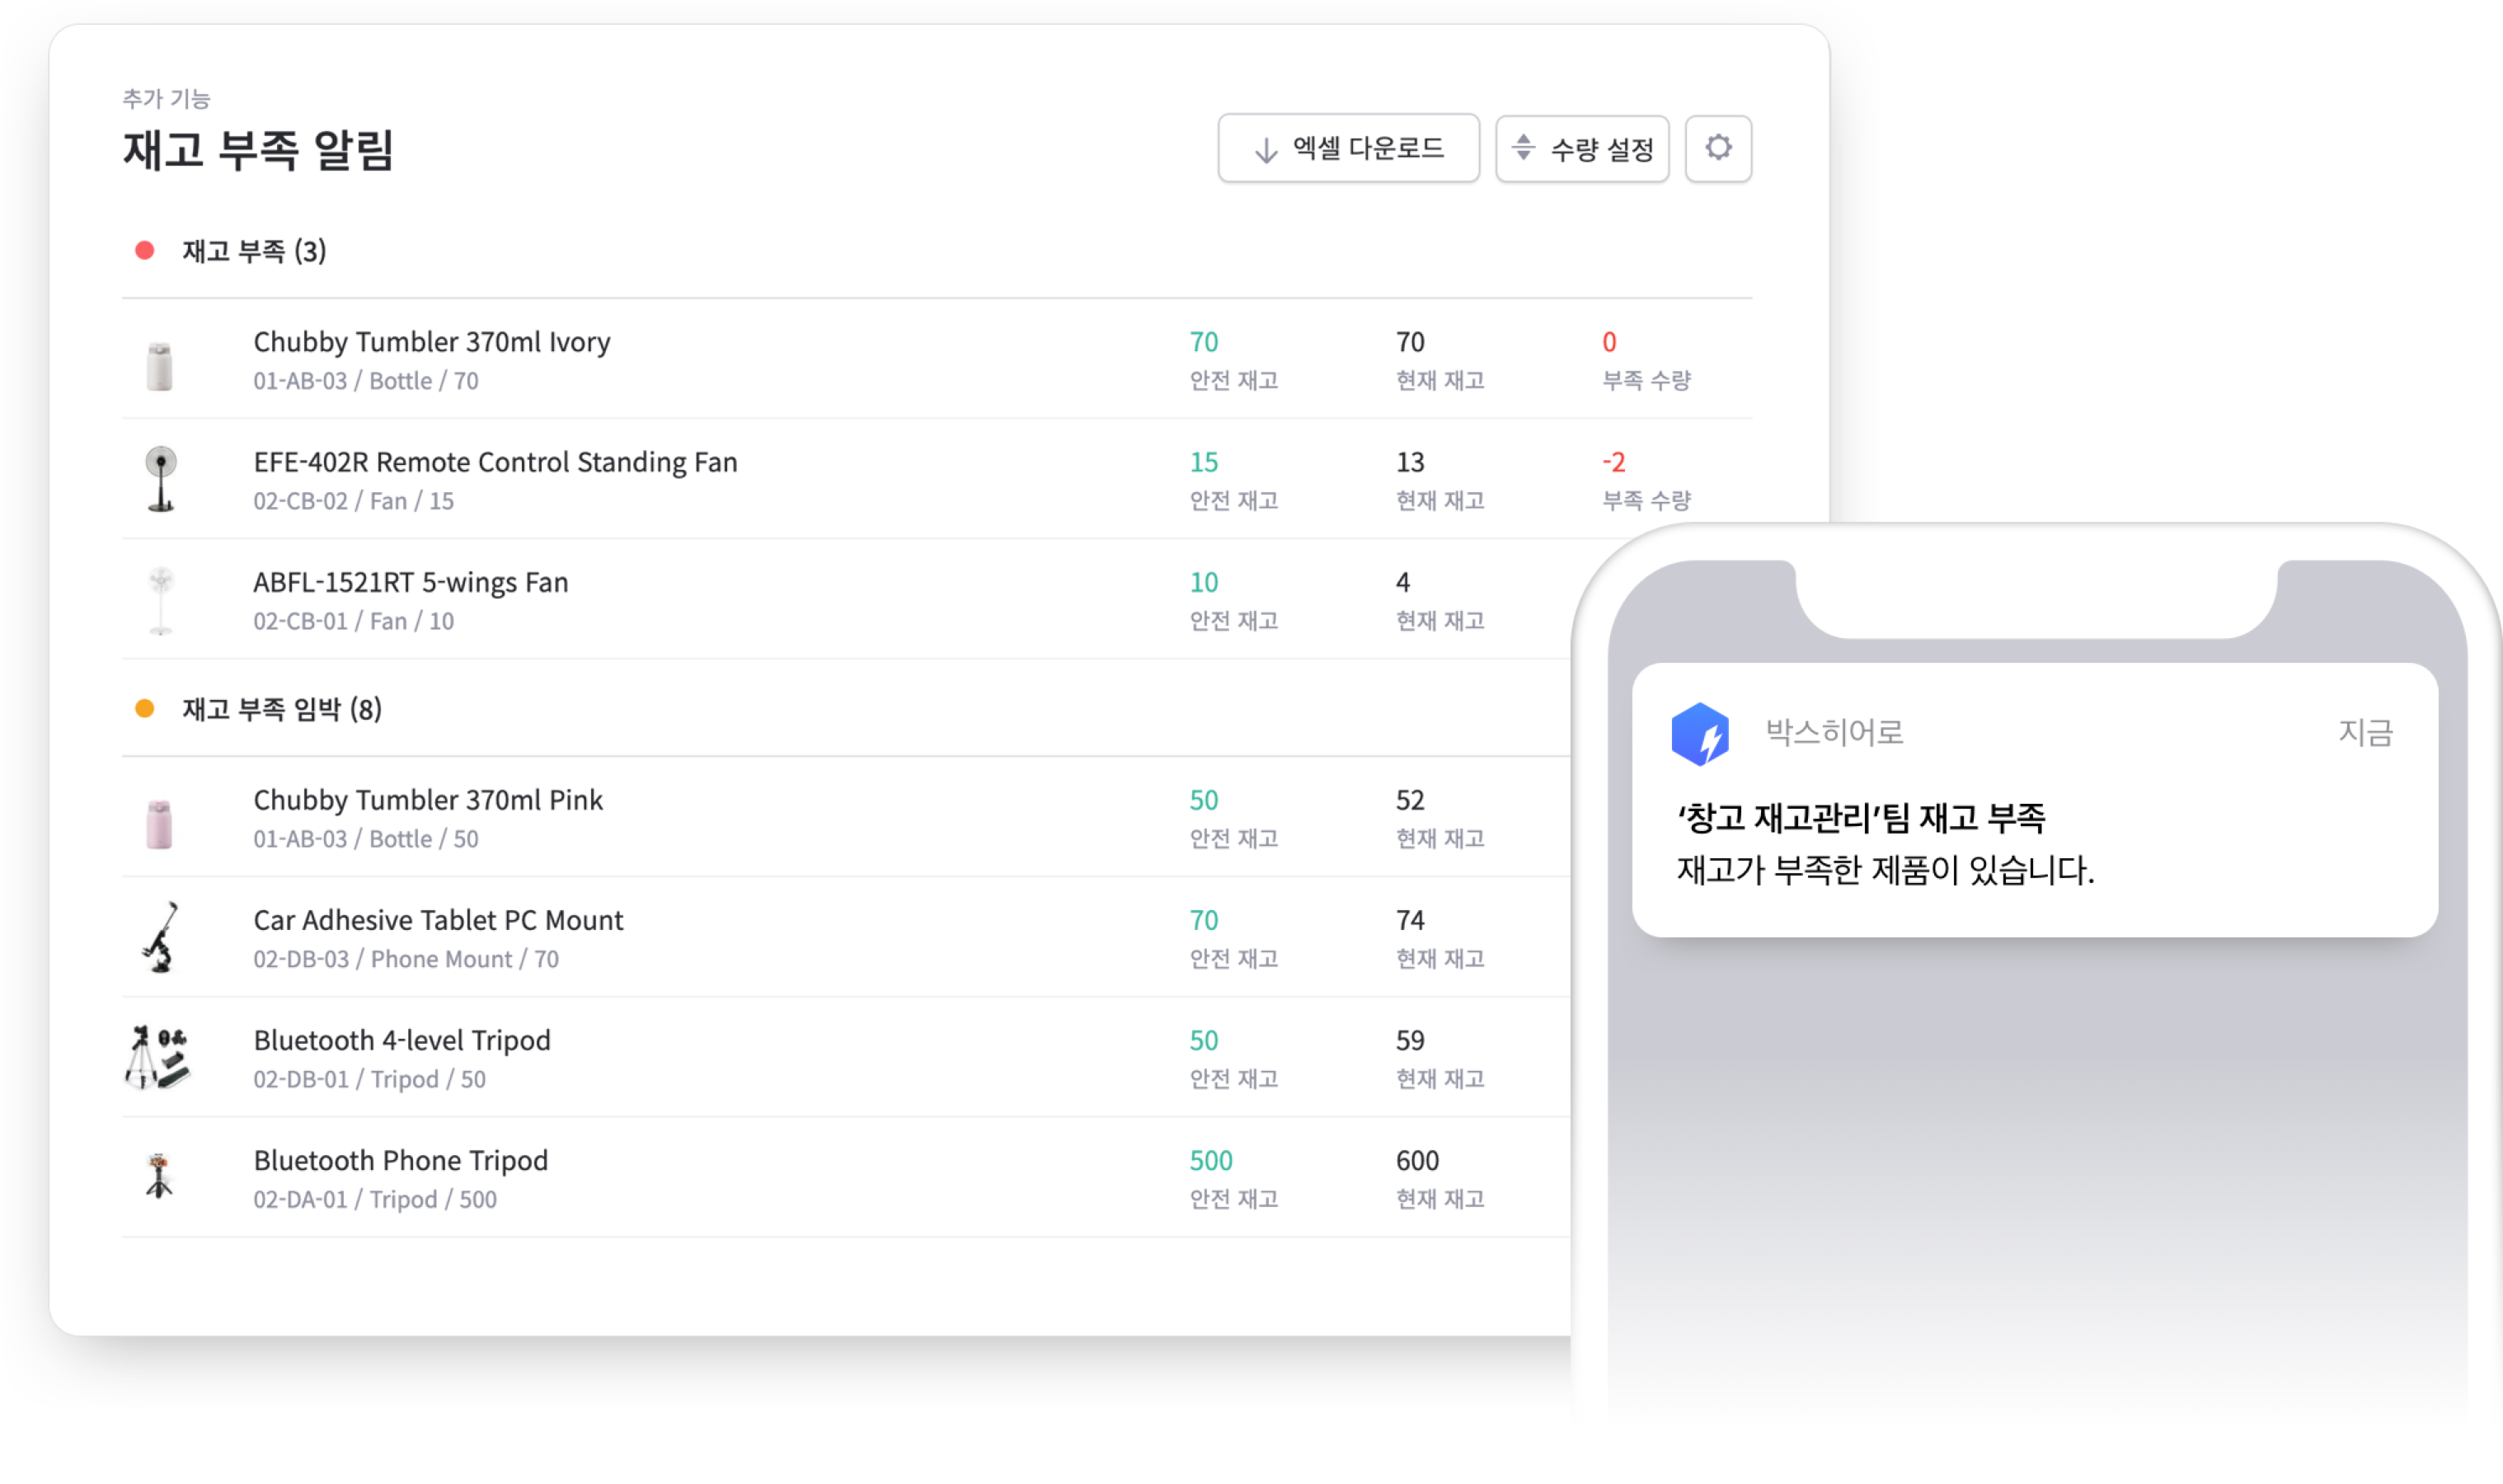 추가 기능
재고 부족 알림
엑셀 다운로드
수량 설정
재고 부족 (3)
Chubby Tumbler 370ml Ivory
01-AB-03 / Bottle / 70
70
안전 재고
70
현재 재고
0
부족 수량
EFE-402R Remote Control Standing Fan
02-CB-02 / Fan / 15
15
안전 재고
13
현재 재고
-2
부족 수량
ABFL-1521RT 5-wings Fan
02-CB-01 / Fan / 10
10
안전 재고
4
현재 재고
재고 부족 임박 (8)
Chubby Tumbler 370ml Pink
01-AB-03 / Bottle / 50
50
안전 재고
52
현재 재고
Car Adhesive Tablet PC Mount
02-DB-03 / Phone Mount / 70
70
안전 재고
74
현재 재고
Bluetooth 4-level Tripod
02-DB-01 / Tripod / 50
50
안전 재고
59
현재 재고
Bluetooth Phone Tripod
02-DA-01 / Tripod / 500
500
안전 재고
600
현재 재고
박스히어로
지금
‘창고 재고관리’팀 재고 부족
재고가 부족한 제품이 있습니다.